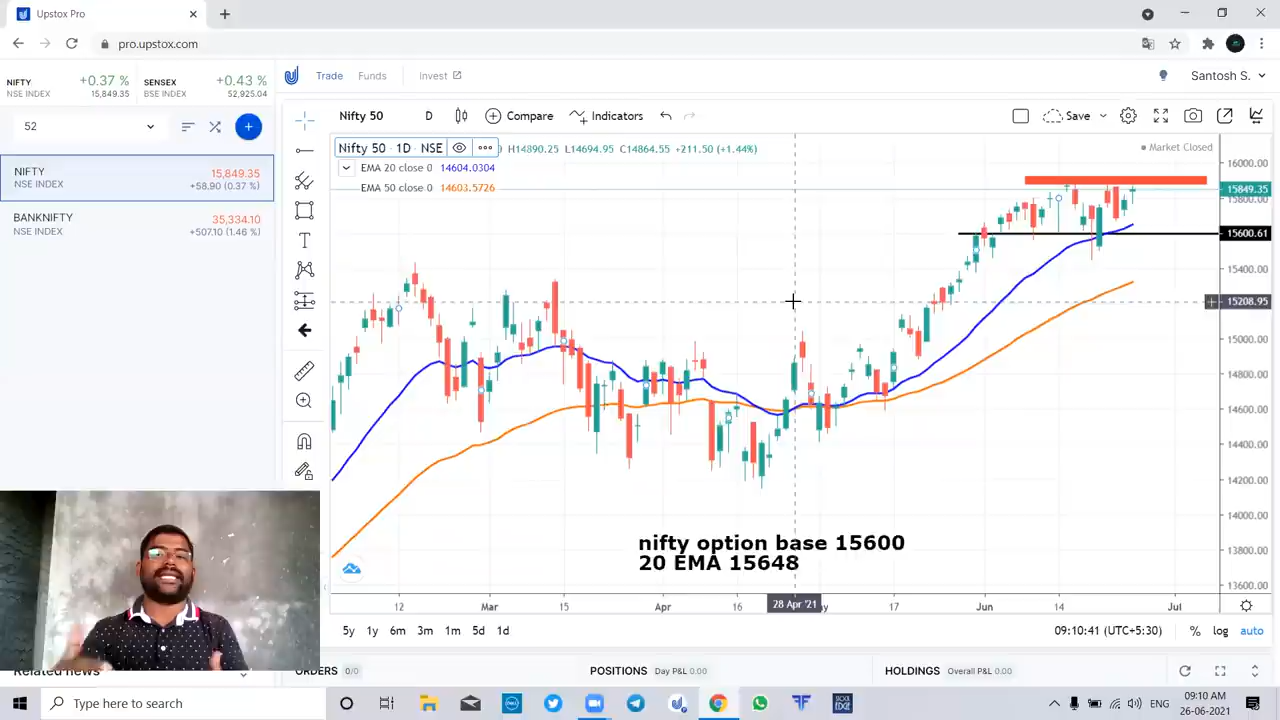 Upstox Pro
pro.upstox.com
NIFTY +0.37 % SENSEX +0.43 %
NSE INDEX 15,849.35 BSE INDEX 52,925.04
Trade Funds Invest Santosh S.
52
Nifty 50 D Compare Indicators Save
NIFTY 15,849.35
NSE INDEX +58.90 (0.37 %)
BANKNIFTY 35,334.10
NSE INDEX +507.10 (1.46 %)
Nifty 50 · 1D · NSE H14890.25 L14694.95 C14864.55 +211.50 (+1.44%)
Market Closed
EMA 20 close 0 14604.0304
EMA 50 close 0 14603.5726
16000.00
15849.35
15800.00
15600.61
15400.00
15208.95
15000.00
14800.00
14600.00
14400.00
14200.00
14000.00
13800.00
13600.00
nifty option base 15600
20 EMA 15648
12 Mar 15 Apr 16 28 Apr '21 17 Jun 14 Jul
5y 1y 6m 3m 1m 5d 1d 09:10:41 (UTC+5:30) % log auto
Related news ORDERS 0/0 POSITIONS Day P&L 0.00 HOLDINGS Overall P&L 0.00
Type here to search
ENG 09:10 AM
26-06-2021